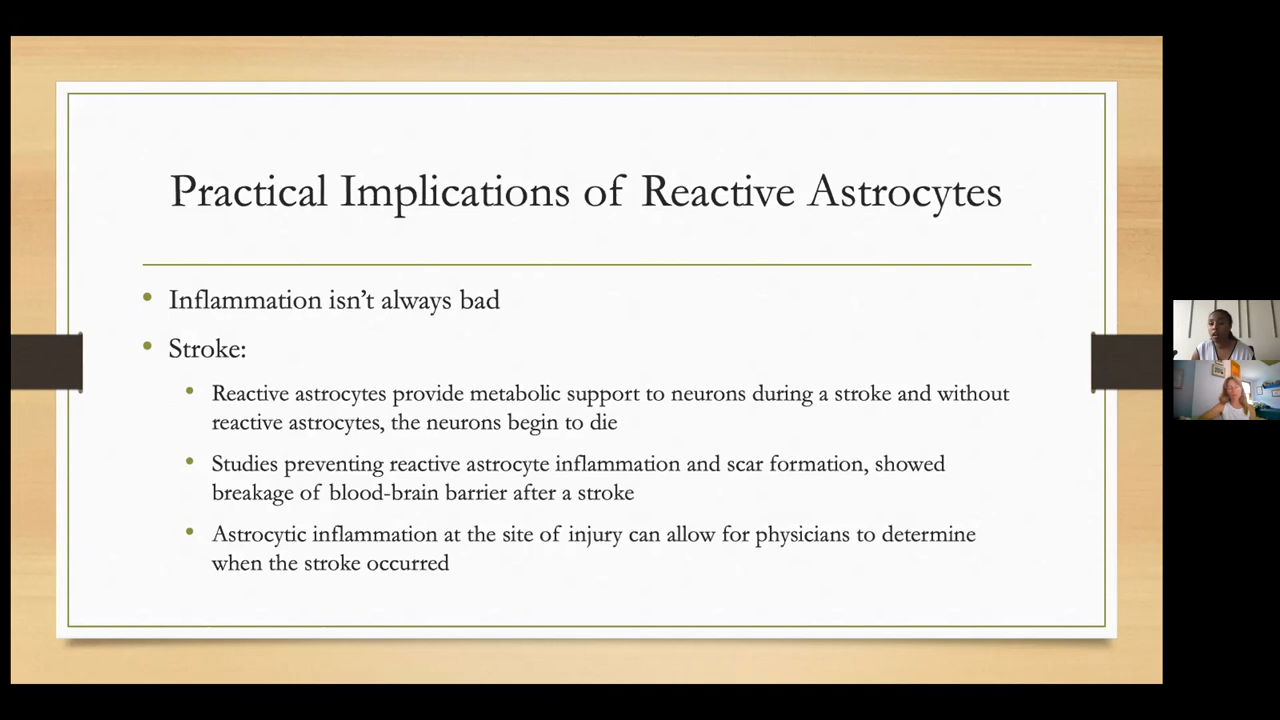 Practical Implications of Reactive Astrocytes
• Inflammation isn’t always bad
• Stroke:
• Reactive astrocytes provide metabolic support to neurons during a stroke and without
reactive astrocytes, the neurons begin to die
• Studies preventing reactive astrocyte inflammation and scar formation, showed
breakage of blood-brain barrier after a stroke
• Astrocytic inflammation at the site of injury can allow for physicians to determine
when the stroke occurred